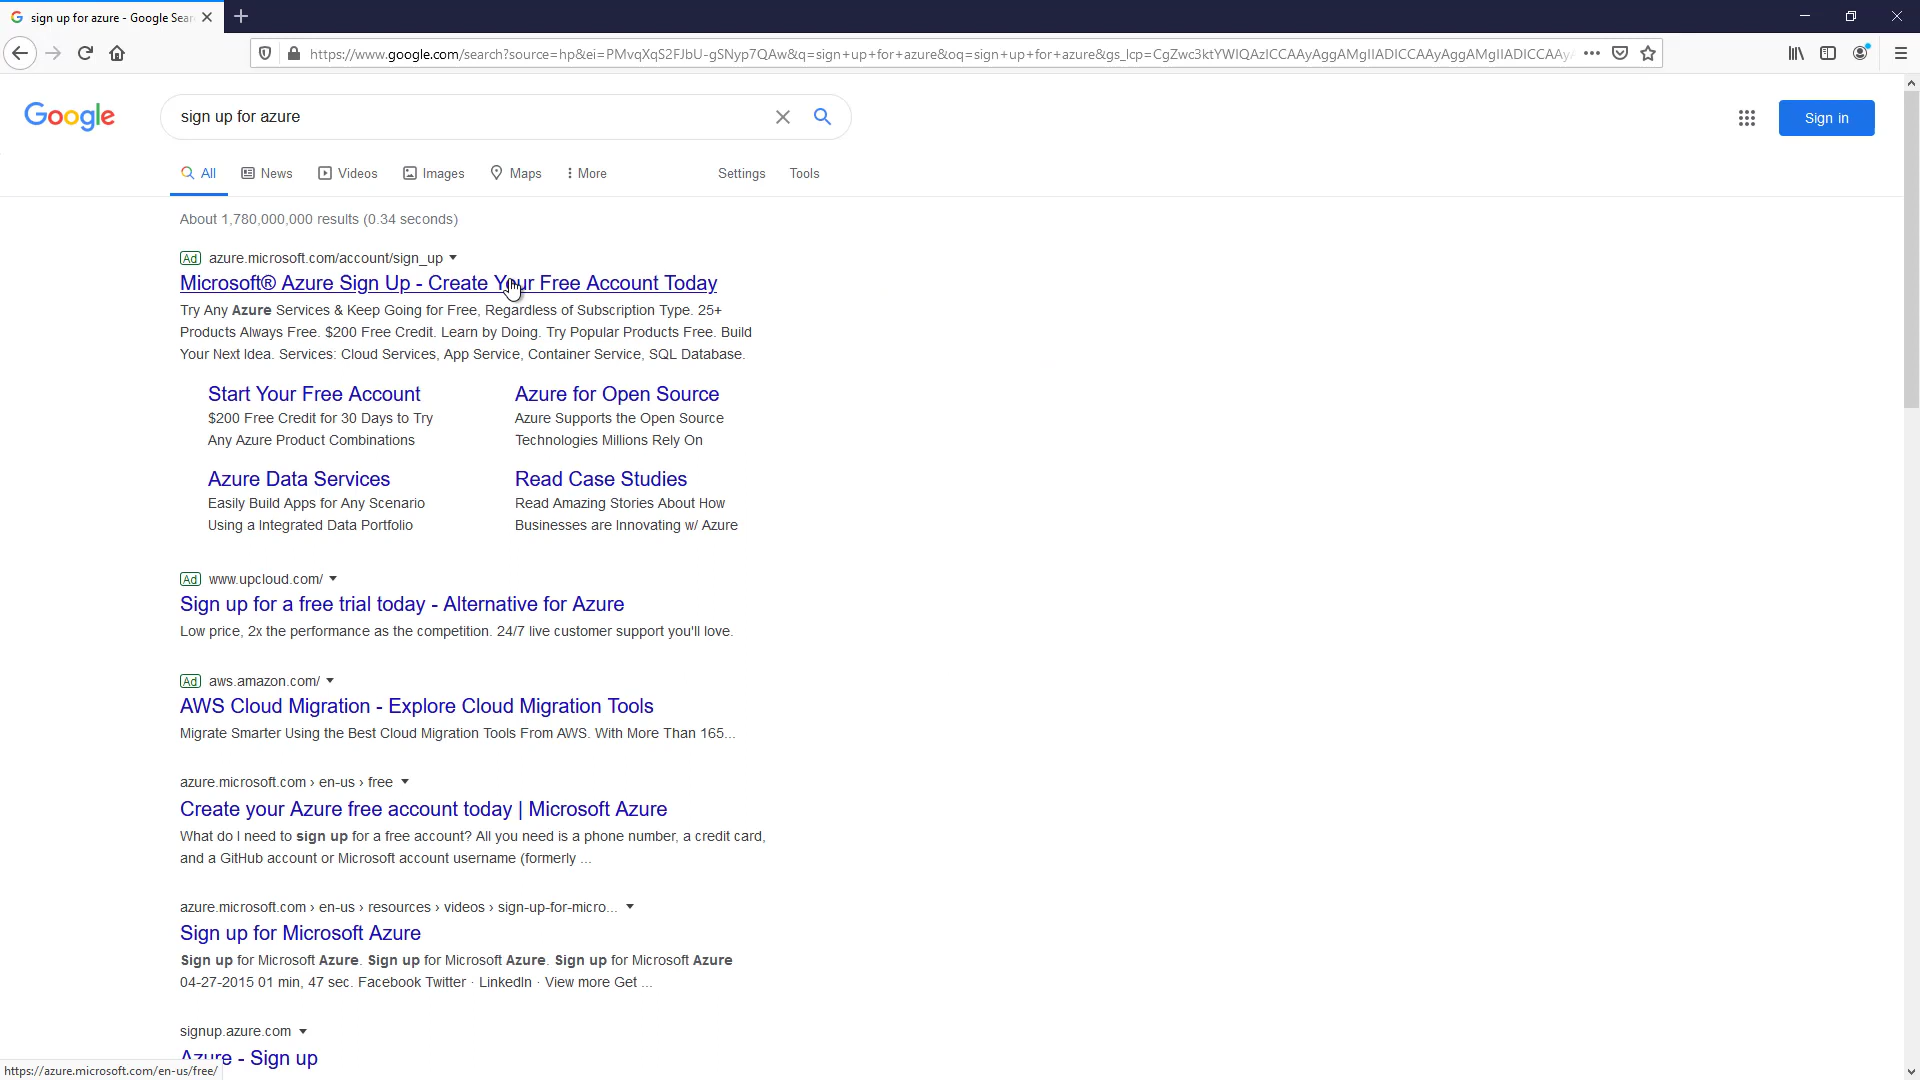 sign up for azure - Google Sear
https://www.google.com/search?source=hp&ei=PMvqXqS2FJbU-gSNyp7QAw&q=sign+up+for+azure&oq=sign+up+for+azure&gs_lcp=CgZwc3ktYWIQAzICCAAyAggAMgIIADICCAAyAggAMgIIADICCAAy
Google
sign up for azure
Sign in
All News Videos Images Maps More Settings Tools
About 1,780,000,000 results (0.34 seconds)
Ad azure.microsoft.com/account/sign_up
Microsoft® Azure Sign Up - Create Your Free Account Today
Try Any Azure Services & Keep Going for Free, Regardless of Subscription Type. 25+
Products Always Free. $200 Free Credit. Learn by Doing. Try Popular Products Free. Build
Your Next Idea. Services: Cloud Services, App Service, Container Service, SQL Database.
Start Your Free Account
$200 Free Credit for 30 Days to Try
Any Azure Product Combinations
Azure for Open Source
Azure Supports the Open Source
Technologies Millions Rely On
Azure Data Services
Easily Build Apps for Any Scenario
Using a Integrated Data Portfolio
Read Case Studies
Read Amazing Stories About How
Businesses are Innovating w/ Azure
Ad www.upcloud.com/
Sign up for a free trial today - Alternative for Azure
Low price, 2x the performance as the competition. 24/7 live customer support you'll love.
Ad aws.amazon.com/
AWS Cloud Migration - Explore Cloud Migration Tools
Migrate Smarter Using the Best Cloud Migration Tools From AWS. With More Than 165...
azure.microsoft.com › en-us › free
Create your Azure free account today | Microsoft Azure
What do I need to sign up for a free account? All you need is a phone number, a credit card,
and a GitHub account or Microsoft account username (formerly ...
azure.microsoft.com › en-us › resources › videos › sign-up-for-micro...
Sign up for Microsoft Azure
Sign up for Microsoft Azure. Sign up for Microsoft Azure. Sign up for Microsoft Azure
04-27-2015 01 min, 47 sec. Facebook Twitter · LinkedIn · View more Get ...
signup.azure.com
Azure - Sign up
https://azure.microsoft.com/en-us/free/